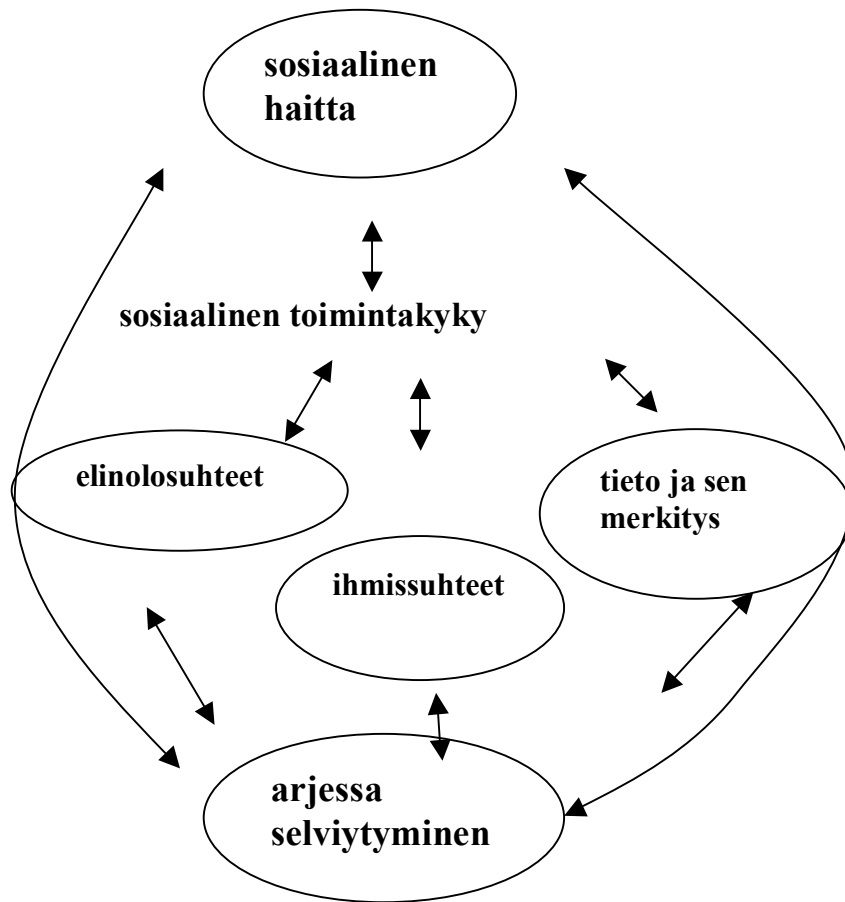 sosiaalinen
haitta
sosiaalinen toimintakyky
elinolosuhteet
tieto ja sen
merkitys
ihmissuhteet
arjessa
selviytyminen